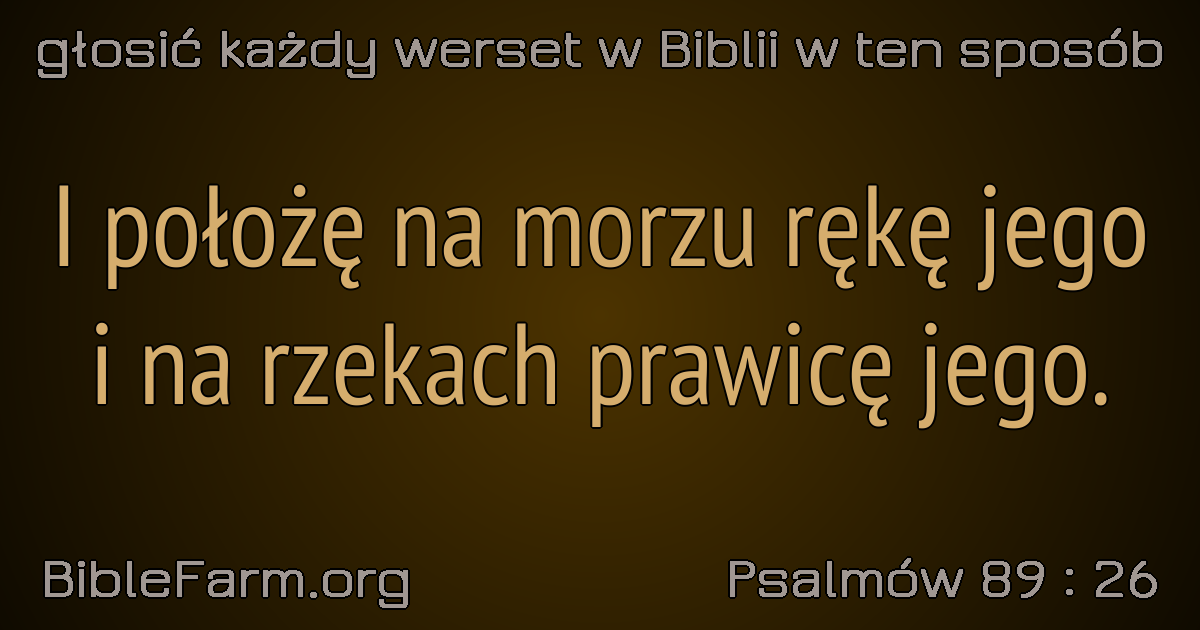 głosić każdy werset w Biblii w ten sposób
I położę na morzu rękę jego
i na rzekach prawicę jego.
BibleFarm.org
Psalmów 89 : 26